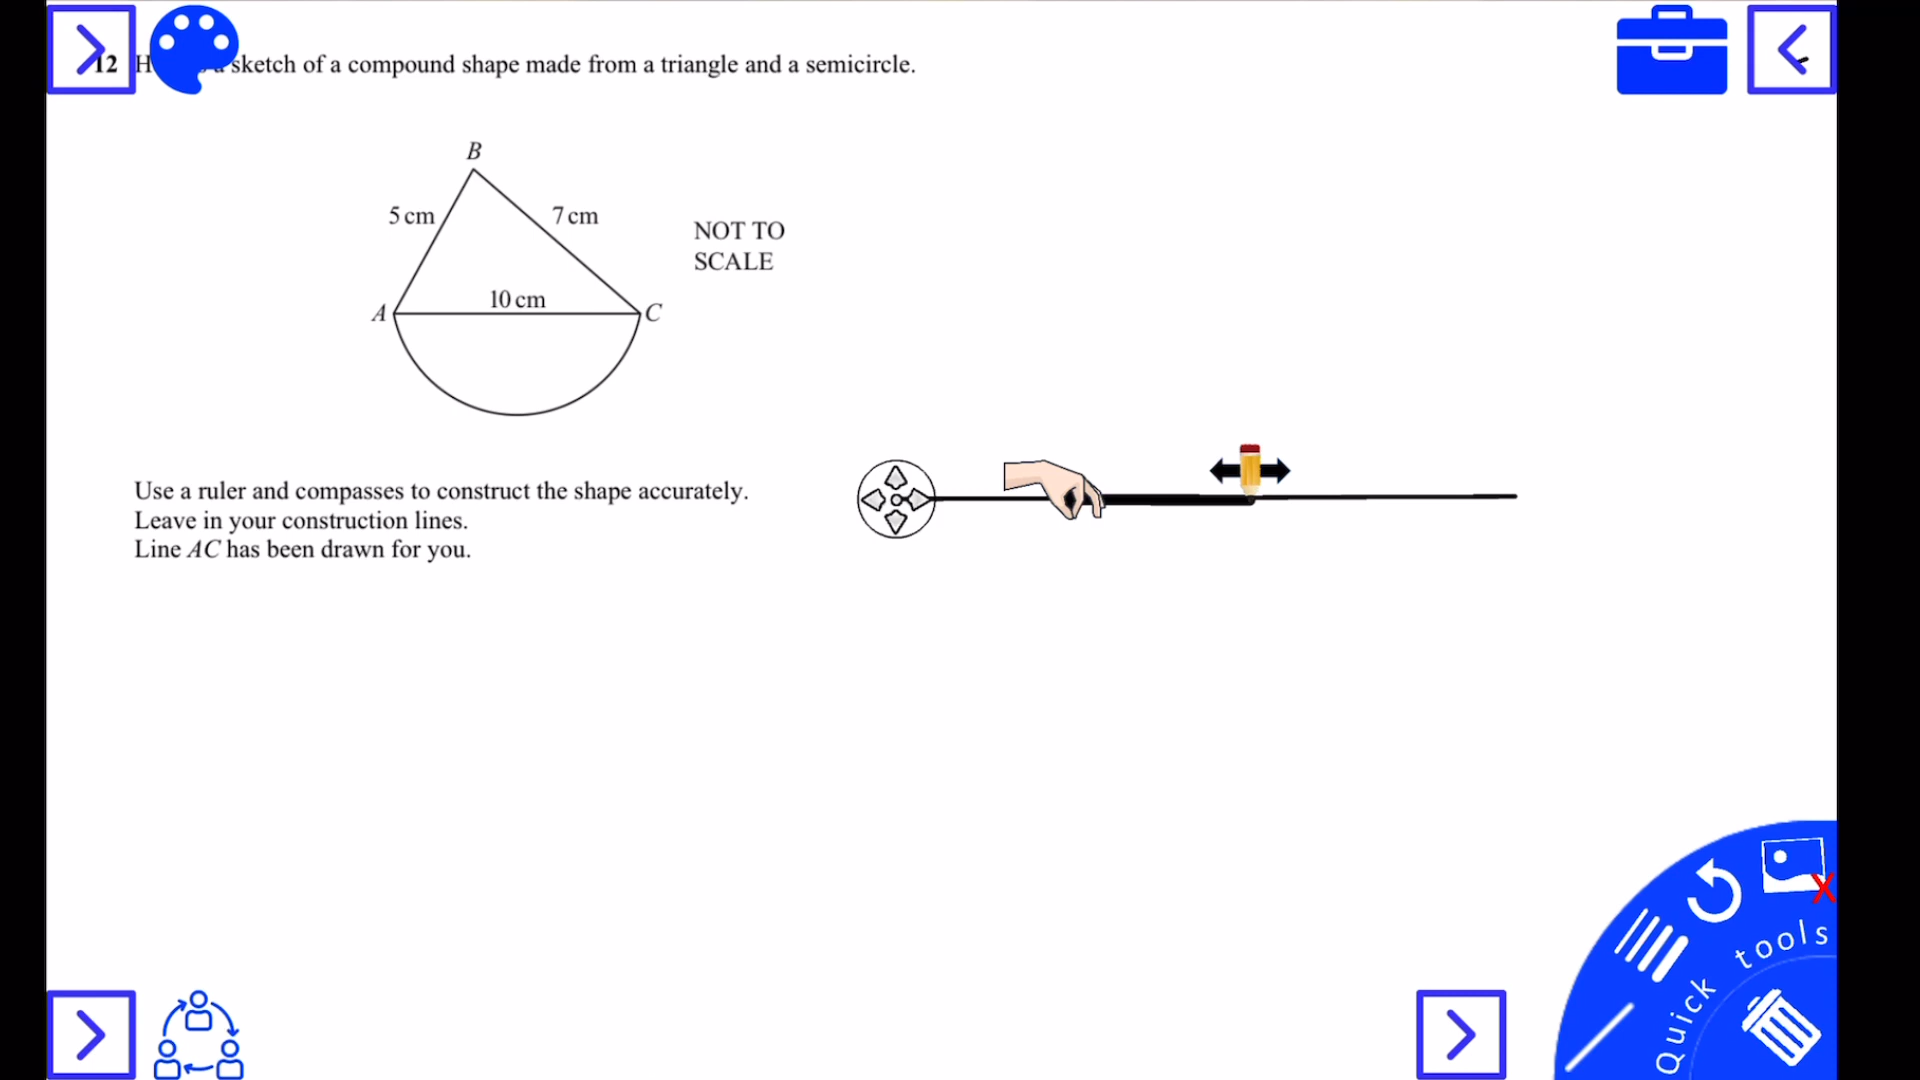 12 H sketch of a compound shape made from a triangle and a semicircle.
B
5 cm
7 cm
NOT TO
SCALE
10 cm
A
C
Use a ruler and compasses to construct the shape accurately.
Leave in your construction lines.
Line AC has been drawn for you.
Quick tools